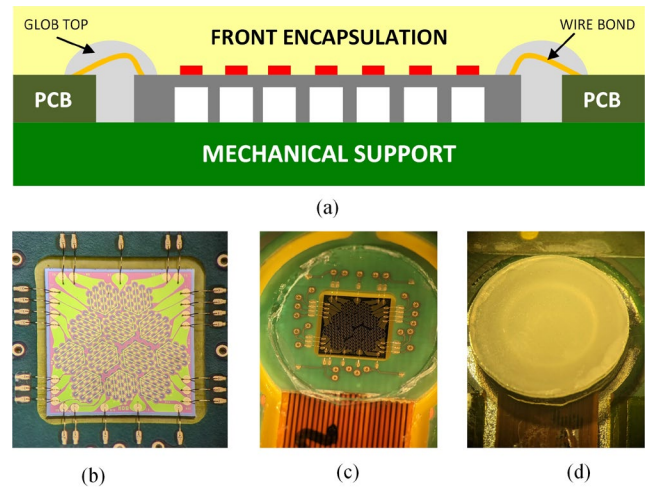 GLOB TOP
FRONT ENCAPSULATION
WIRE BOND
PCB
PCB
MECHANICAL SUPPORT
(a)
(b)
(c)
(d)